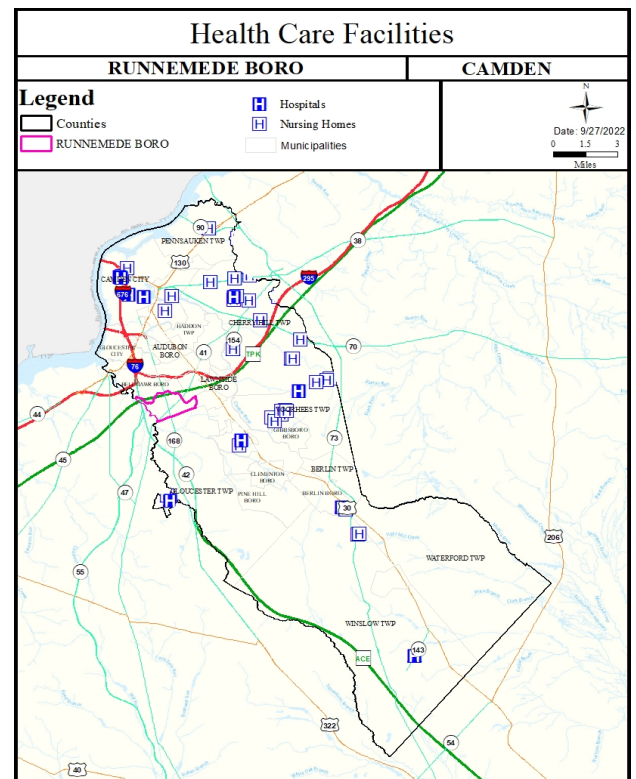 Health Care Facilities
RUNNEMEDE BORO
CAMDEN
Legend
Counties
RUNNEMEDE BORO
Hospitals
Nursing Homes
Municipalities
N
Date: 9/27/2022
0 1.5 3
Miles
90
PENNSAUKEN TWP
38
130
295
676
HADDON
TWP
CHERRY HILL TWP
GLOUCESTER
CITY
AUDUBON
BORO
41
154
TPK
70
76
BELLMAWR BORO
LAWNSIDE
BORO
44
VOORHEES TWP
GIBBSBORO
BORO
168
73
45
42
CLEMENTON
BORO
BERLIN TWP
47
GLOUCESTER TWP
PINE HILL
BORO
BERLIN BORO
30
206
WATERFORD TWP
55
WINSLOW TWP
143
ACE
322
54
40